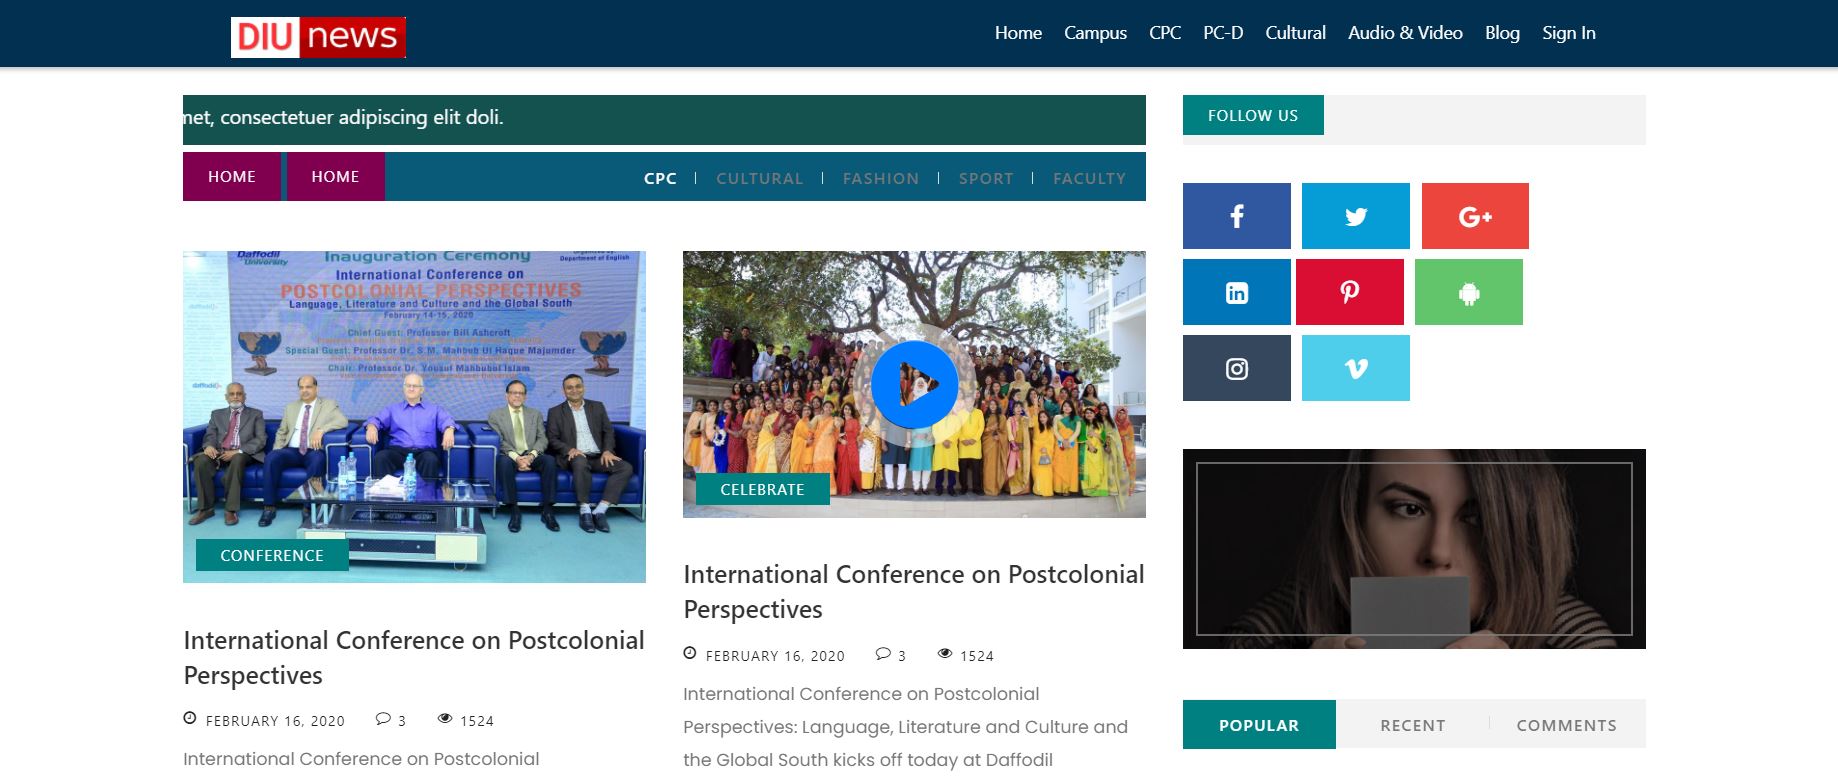 DIU news
Home Campus CPC PC-D Cultural Audio & Video Blog Sign In
met, consectetuer adipiscing elit doli.
FOLLOW US
HOME HOME CPC CULTURAL FASHION SPORT FACULTY
Daffodil
University
Inauguration Ceremony
Department of English
International Conference on
POSTCOLONIAL PERSPECTIVES
Language, Literature and Culture and the Global South
February 14-15, 2020
Chief Guest: Professor Bill Ashcroft
Special Guest: Professor Dr. S.M. Mahbub Ul Haque Majumder
Chair: Professor Dr. Yousuf Mahbubul Islam
CONFERENCE
CELEBRATE
International Conference on Postcolonial
Perspectives
FEBRUARY 16, 2020 3 1524
International Conference on Postcolonial
International Conference on Postcolonial
Perspectives
FEBRUARY 16, 2020 3 1524
International Conference on Postcolonial
Perspectives: Language, Literature and Culture and
the Global South kicks off today at Daffodil
POPULAR RECENT COMMENTS